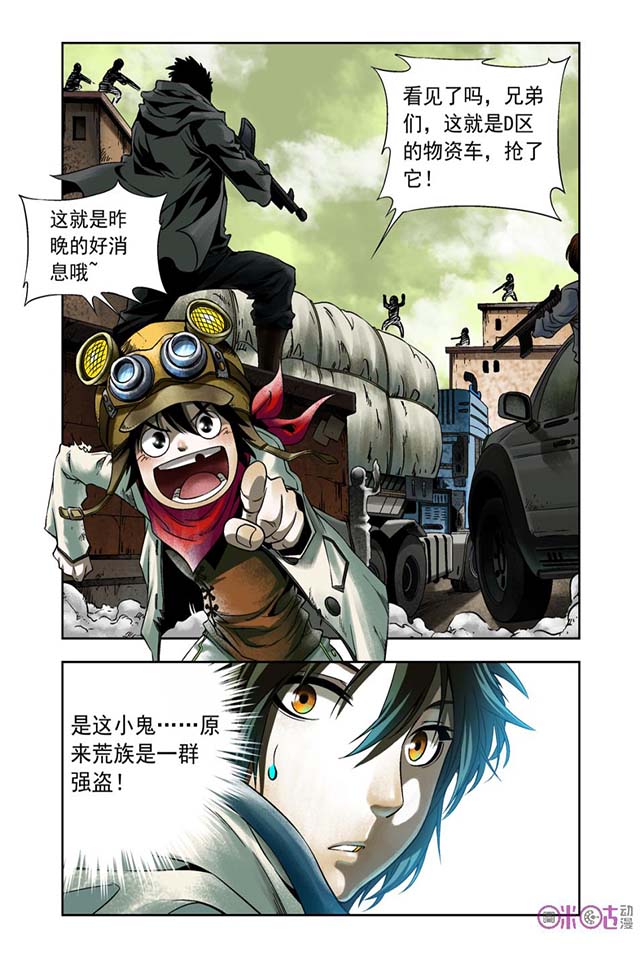 看见了吗，兄弟
们，这就是D区
的物资车，抢了
它！
这就是昨
晚的好消
息哦~
是这小鬼……原
来荒族是一群
强盗！
咪咕动漫